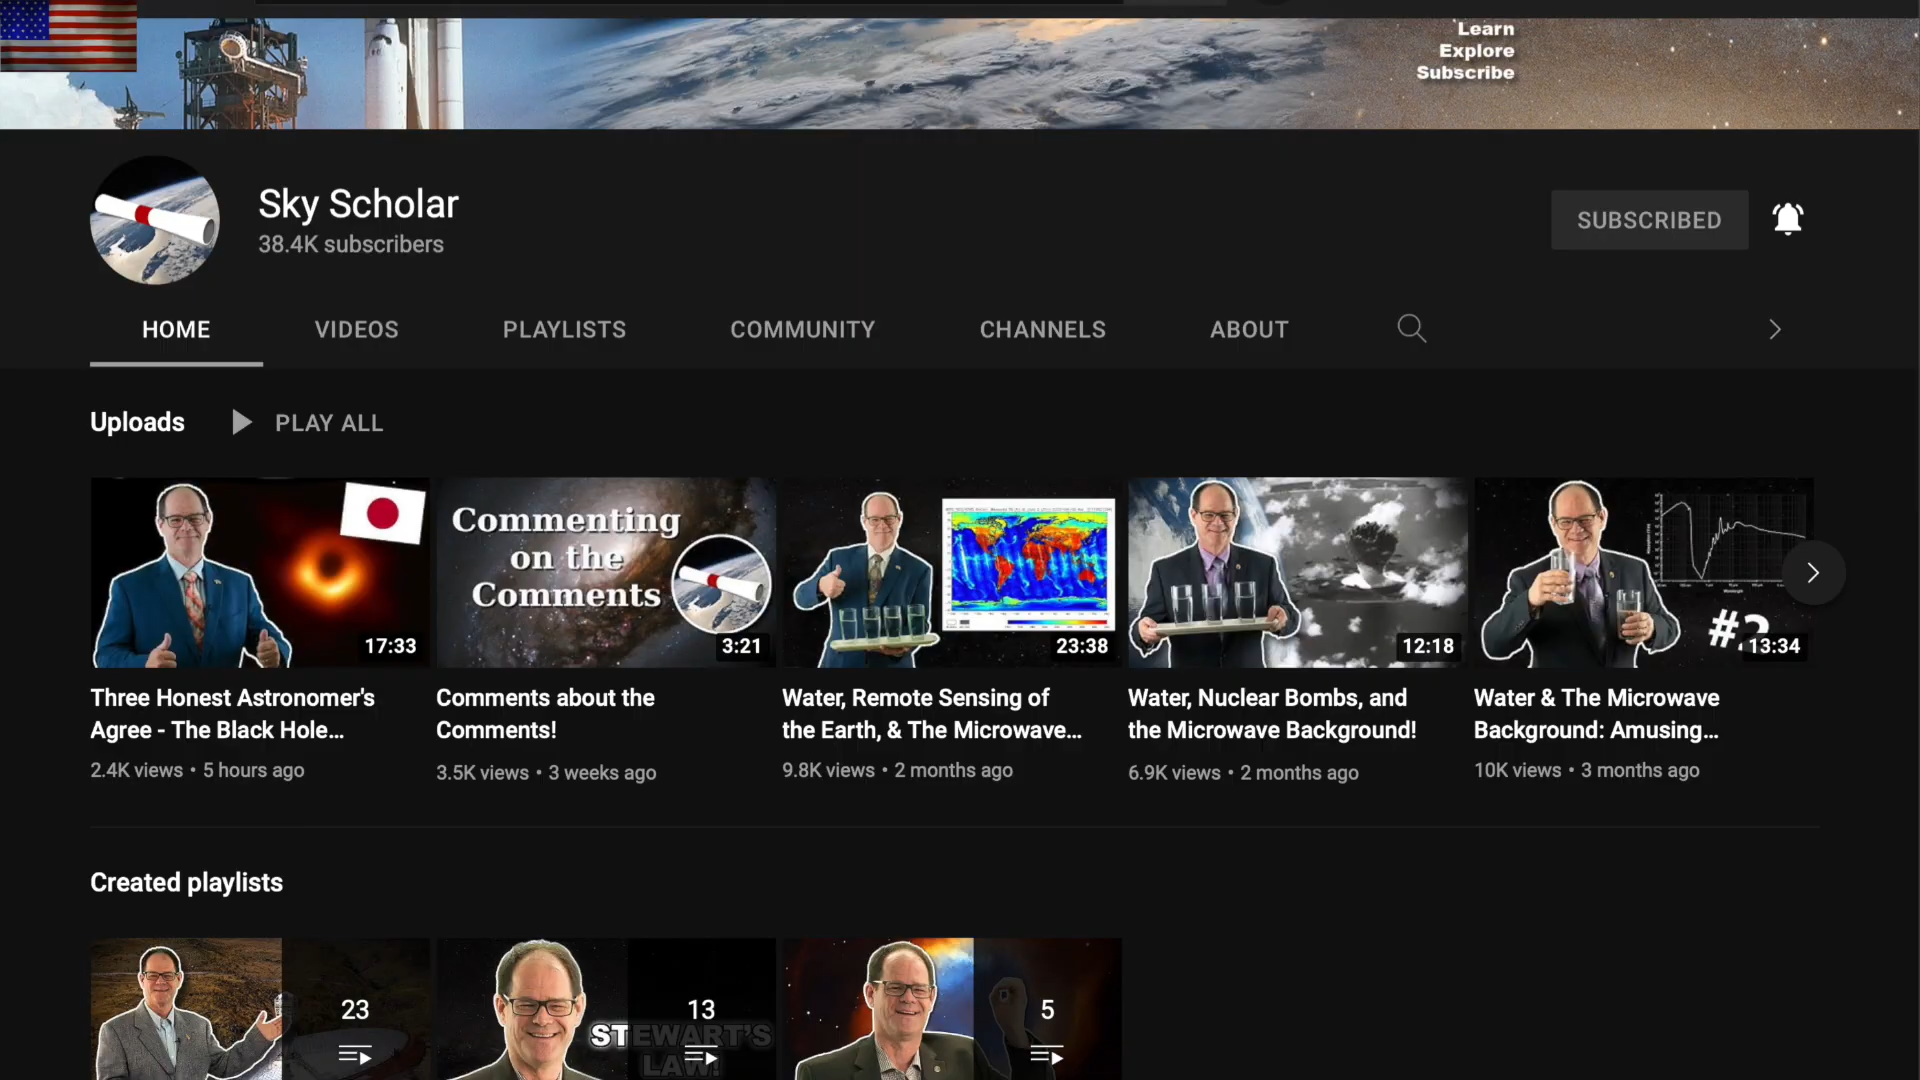 Learn
Explore
Subscribe
Sky Scholar
38.4K subscribers
SUBSCRIBED
HOME VIDEOS PLAYLISTS COMMUNITY CHANNELS ABOUT
Uploads PLAY ALL
Commenting
on the
Comments
#2
17:33
3:21
23:38
12:18
13:34
Three Honest Astronomer's
Agree - The Black Hole...
2.4K views • 5 hours ago
Comments about the
Comments!
3.5K views • 3 weeks ago
Water, Remote Sensing of
the Earth, & The Microwave...
9.8K views • 2 months ago
Water, Nuclear Bombs, and
the Microwave Background!
6.9K views • 2 months ago
Water & The Microwave
Background: Amusing...
10K views • 3 months ago
Created playlists
23
13
STEWART'S
LAW!
5